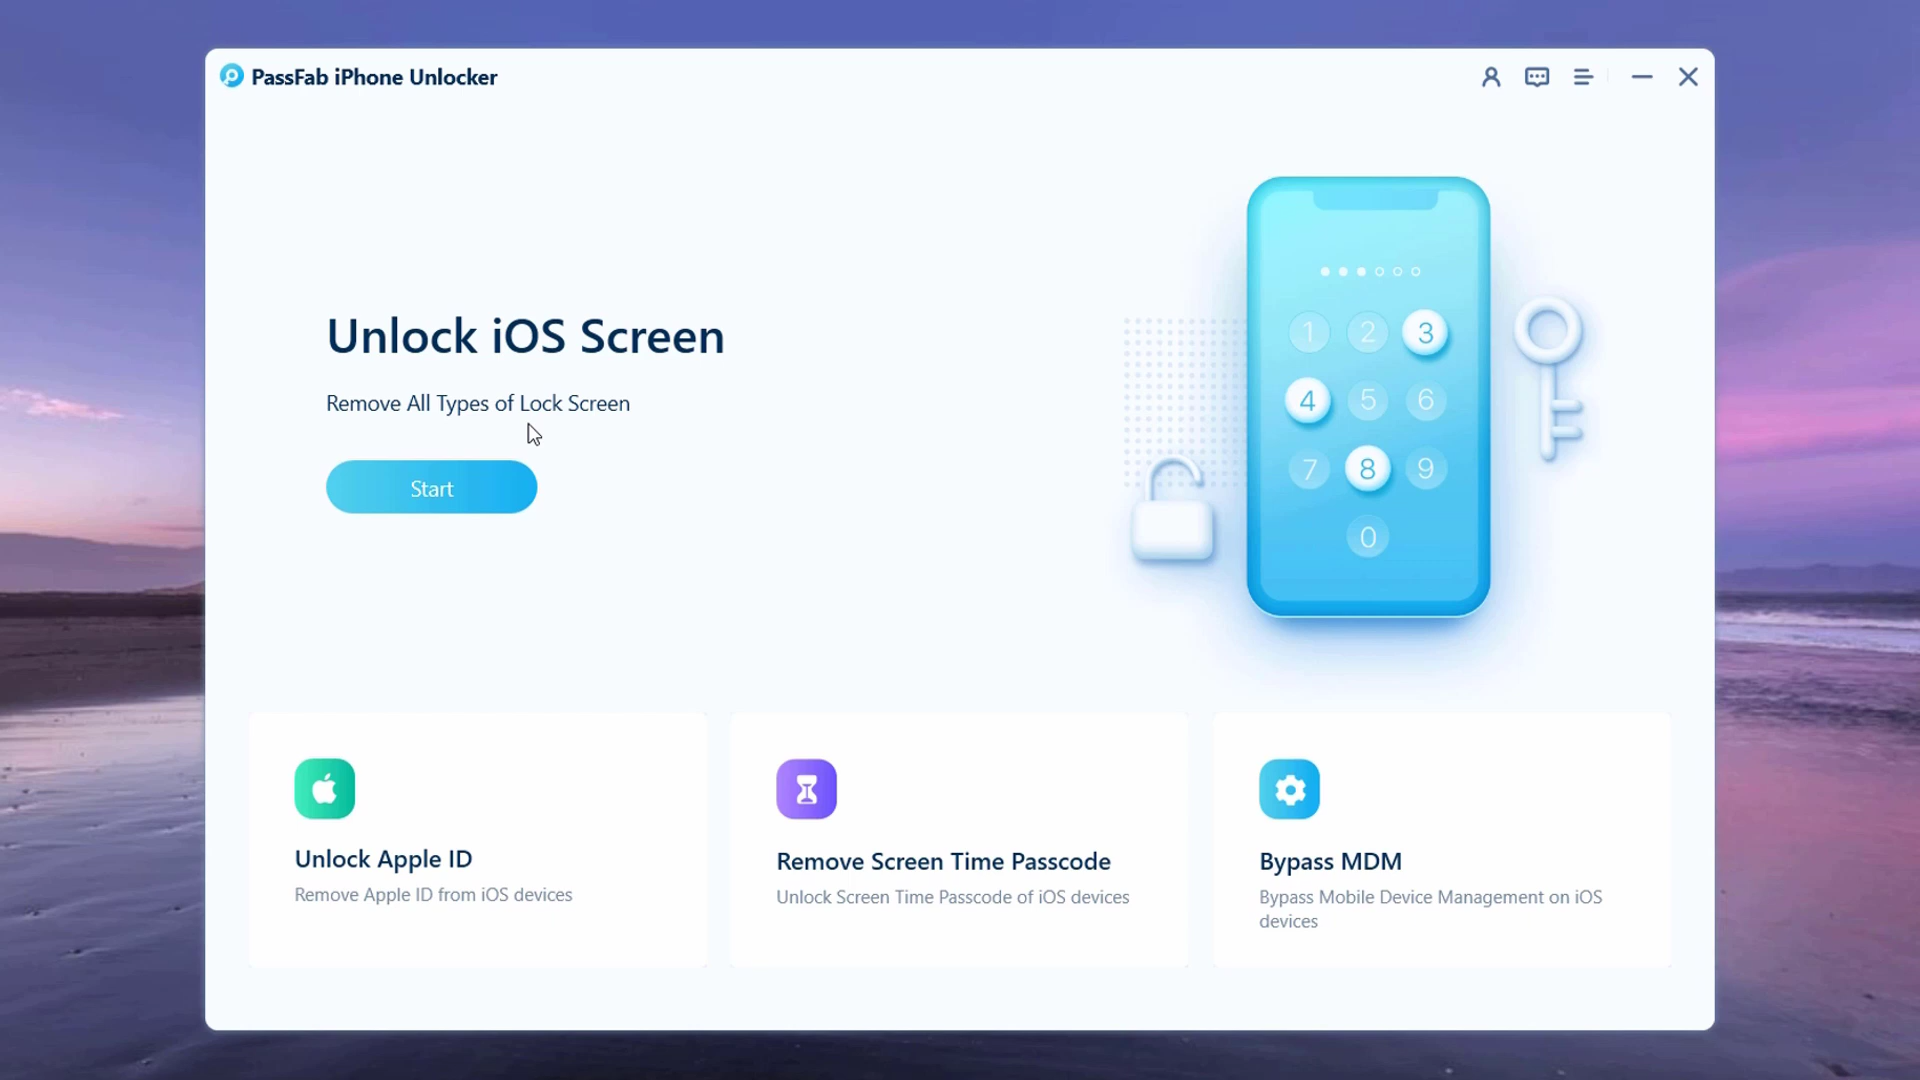 PassFab iPhone Unlocker
Unlock iOS Screen
Remove All Types of Lock Screen
Start
1 2 3
4 5 6
7 8 9
0
Unlock Apple ID
Remove Apple ID from iOS devices
Remove Screen Time Passcode
Unlock Screen Time Passcode of iOS devices
Bypass MDM
Bypass Mobile Device Management on iOS
devices